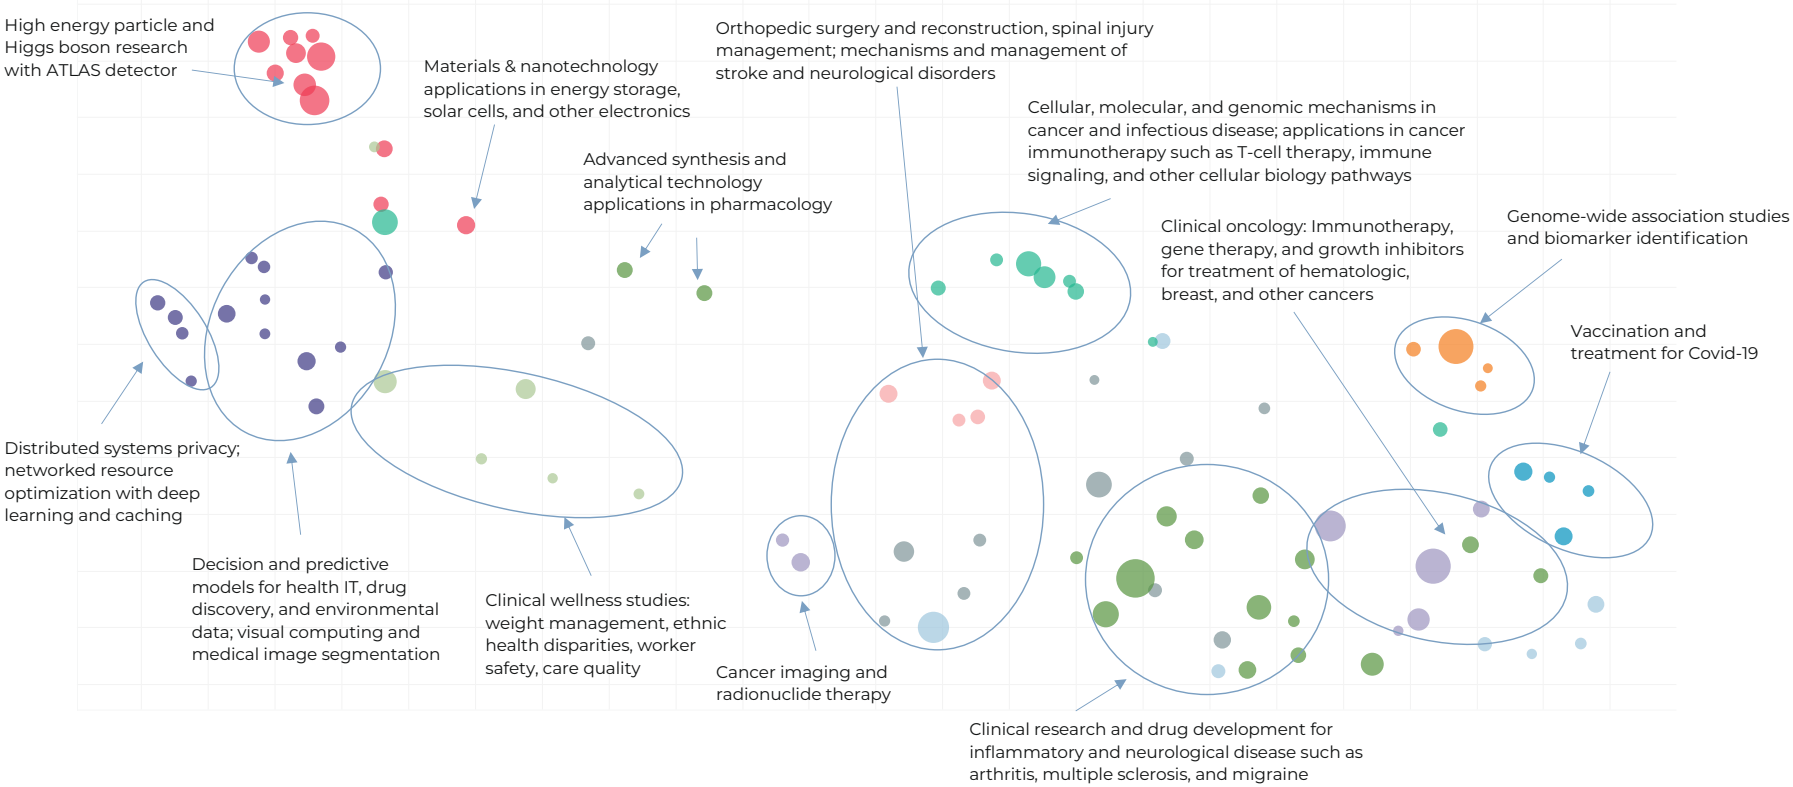 High energy particle and
Higgs boson research
with ATLAS detector
Materials & nanotechnology
applications in energy storage,
solar cells, and other electronics
Orthopedic surgery and reconstruction, spinal injury
management; mechanisms and management of
stroke and neurological disorders
Advanced synthesis and
analytical technology
applications in pharmacology
Cellular, molecular, and genomic mechanisms in
cancer and infectious disease; applications in cancer
immunotherapy such as T-cell therapy, immune
signaling, and other cellular biology pathways
Clinical oncology: Immunotherapy,
gene therapy, and growth inhibitors
for treatment of hematologic,
breast, and other cancers
Genome-wide association studies
and biomarker identification
Vaccination and
treatment for Covid-19
Distributed systems privacy;
networked resource
optimization with deep
learning and caching
Decision and predictive
models for health IT, drug
discovery, and environmental
data; visual computing and
medical image segmentation
Clinical wellness studies:
weight management, ethnic
health disparities, worker
safety, care quality
Cancer imaging and
radionuclide therapy
Clinical research and drug development for
inflammatory and neurological disease such as
arthritis, multiple sclerosis, and migraine